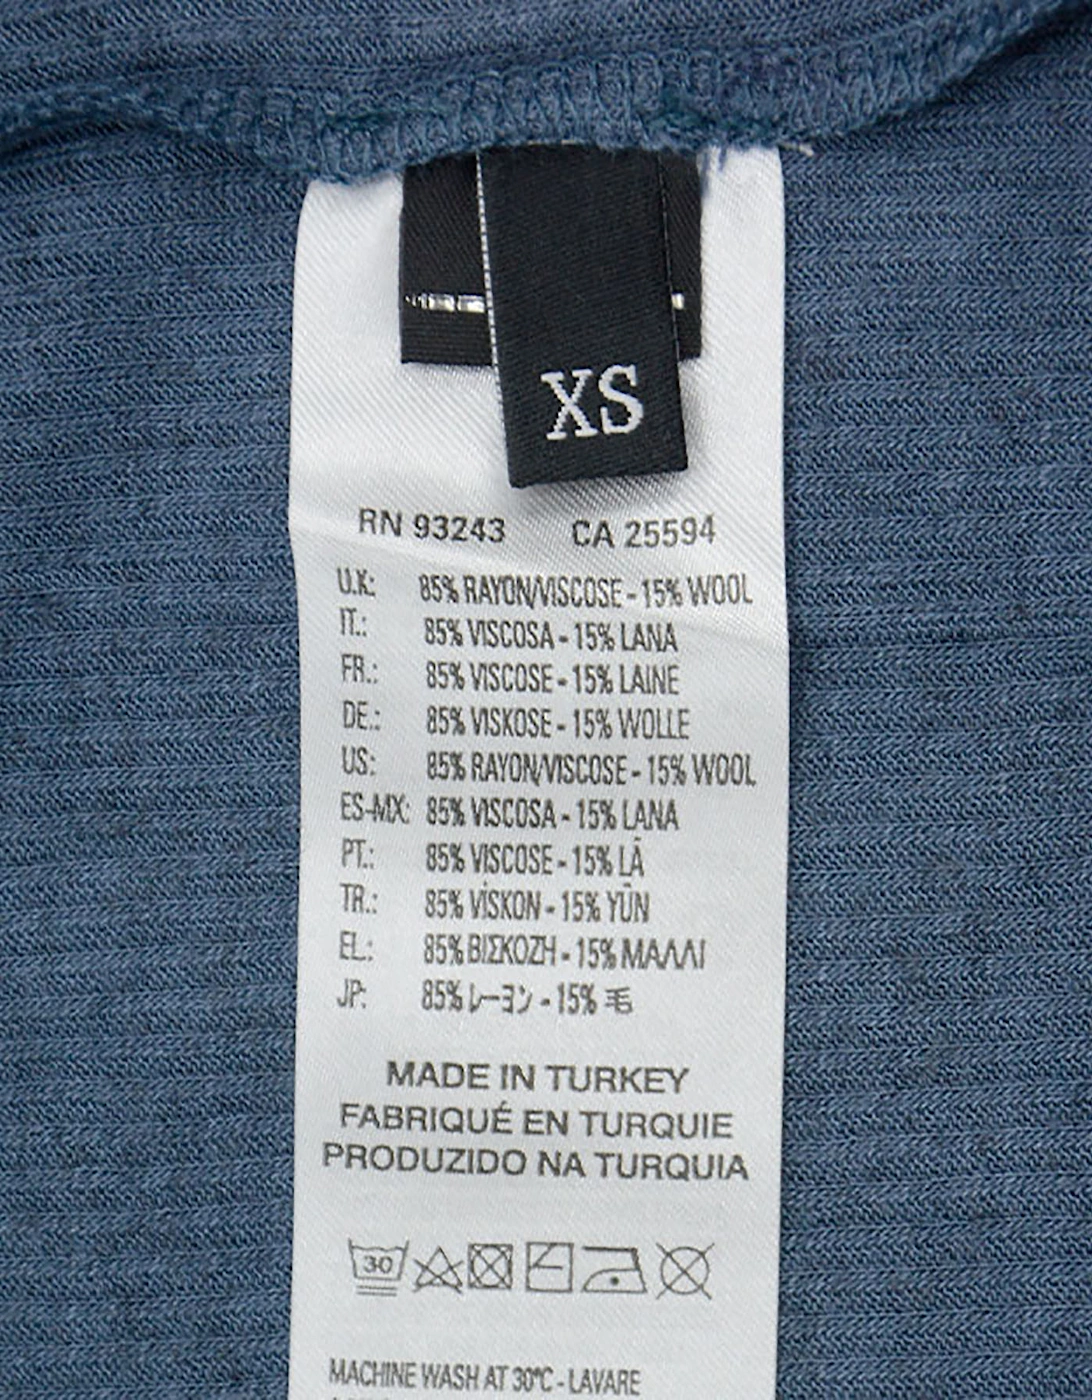 XS
RN 93243 CA 25594
U.K.: 85% RAYON/VISCOSE - 15% WOOL
IT.: 85% VISCOSA - 15% LANA
FR.: 85% VISCOSE - 15% LAINE
DE.: 85% VISKOSE - 15% WOLLE
US: 85% RAYON/VISCOSE - 15% WOOL
ES-MX: 85% VISCOSA - 15% LANA
PT.: 85% VISCOSE - 15% LÃ
TR.: 85% VİSKON - 15% YÜN
EL.: 85% ΒΙΣΚΟΖΗ - 15% ΜΑΛΛΙ
JP: 85% レーヨン - 15% 毛
MADE IN TURKEY
FABRIQUÉ EN TURQUIE
PRODUZIDO NA TURQUIA
30
MACHINE WASH AT 30°C - LAVARE